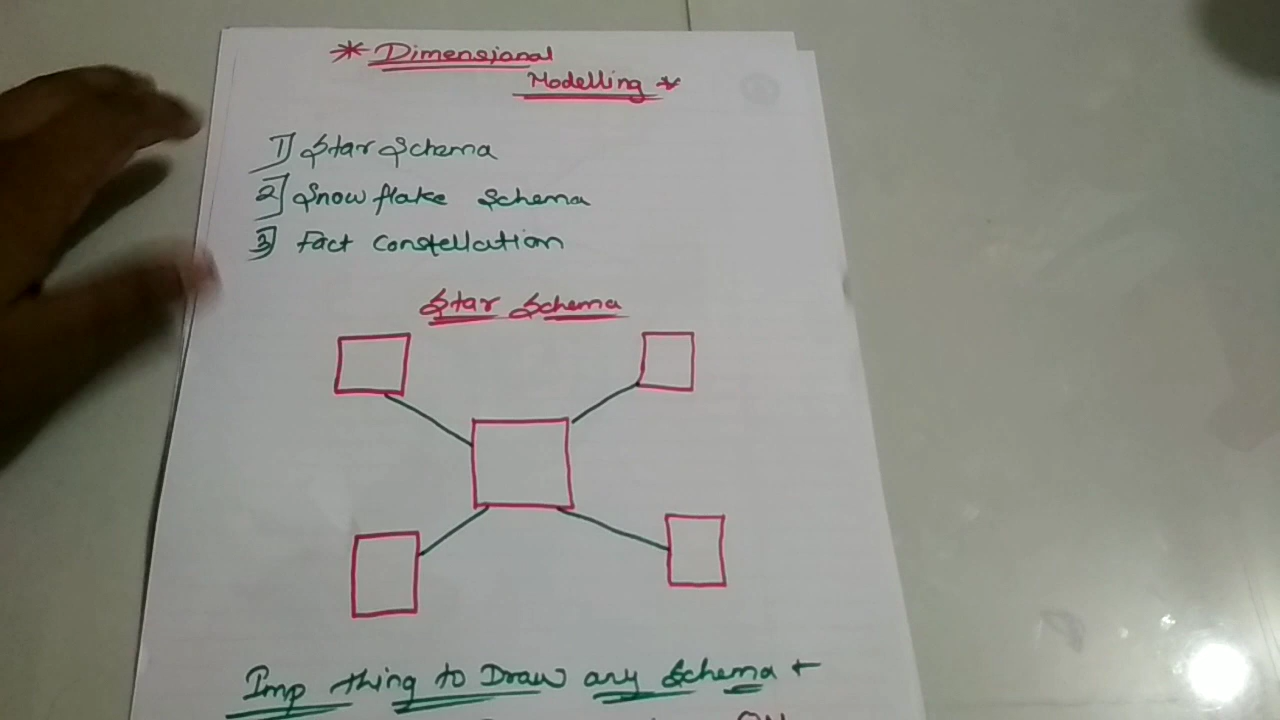 * Dimensional
Modelling *
1] Star Schema
2] Snow flake Schema
3] Fact Constellation
Star Schema
Imp thing to Draw any Schema